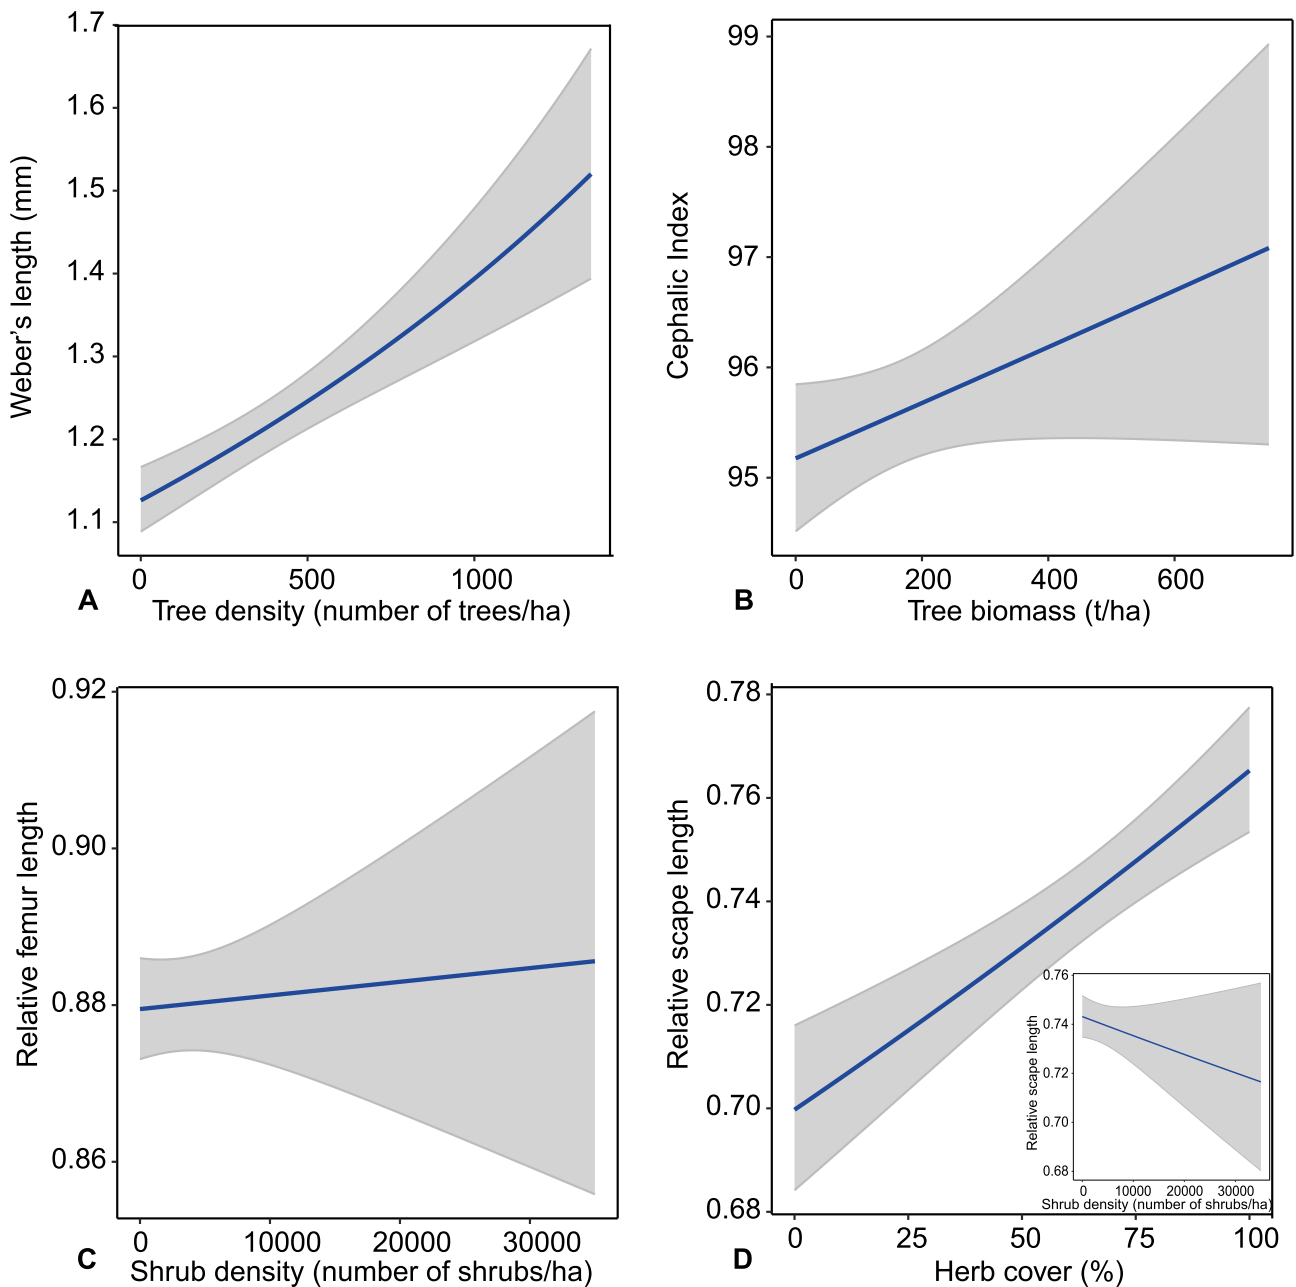 1.7
1.6
1.5
1.4
1.3
1.2
1.1
Weber’s length (mm)
0 500 1000
A Tree density (number of trees/ha)
99
98
97
96
95
Cephalic Index
0 200 400 600
B Tree biomass (t/ha)
0.92
0.90
0.88
0.86
Relative femur length
0 10000 20000 30000
C Shrub density (number of shrubs/ha)
0.78
0.76
0.74
0.72
0.70
0.68
Relative scape length
0.76
0.74
0.72
0.70
0.68
Relative scape length
0 10000 20000 30000
Shrub density (number of shrubs/ha)
0 25 50 75 100
D Herb cover (%)